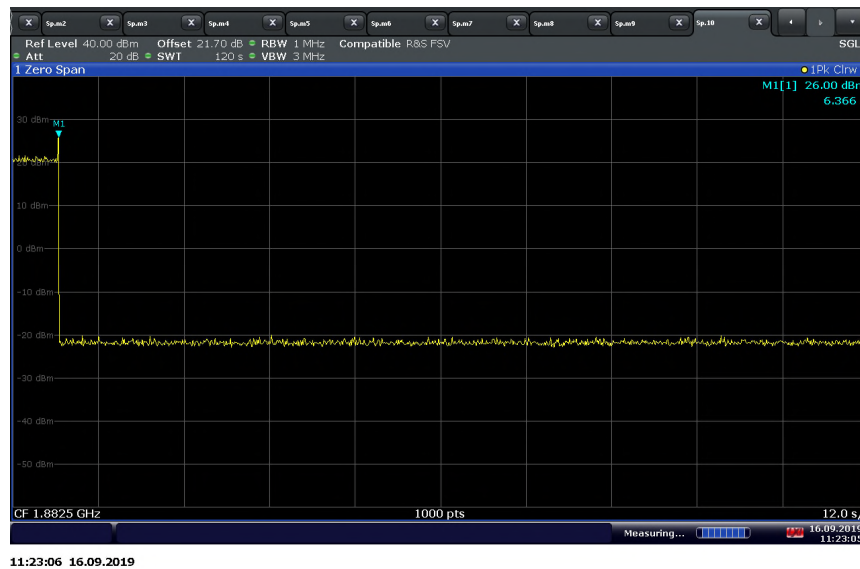 Sp.m2 X Sp.m3 X Sp.m4 X Sp.m5 X Sp.m6 X Sp.m7 X Sp.m8 X Sp.m9 X Sp.10 X
Ref Level 40.00 dBm Offset 21.70 dB RBW 1 MHz Compatible R&S FSV SGL
Att 20 dB SWT 120 s VBW 3 MHz
1 Zero Span 1Pk Clrw
M1[1] 26.00 dBm
6.366
30 dBm
M1
20 dBm
10 dBm
0 dBm
-10 dBm
-20 dBm
-30 dBm
-40 dBm
-50 dBm
CF 1.8825 GHz 1000 pts 12.0 s/
Measuring... 16.09.2019
11:23:05
11:23:06 16.09.2019